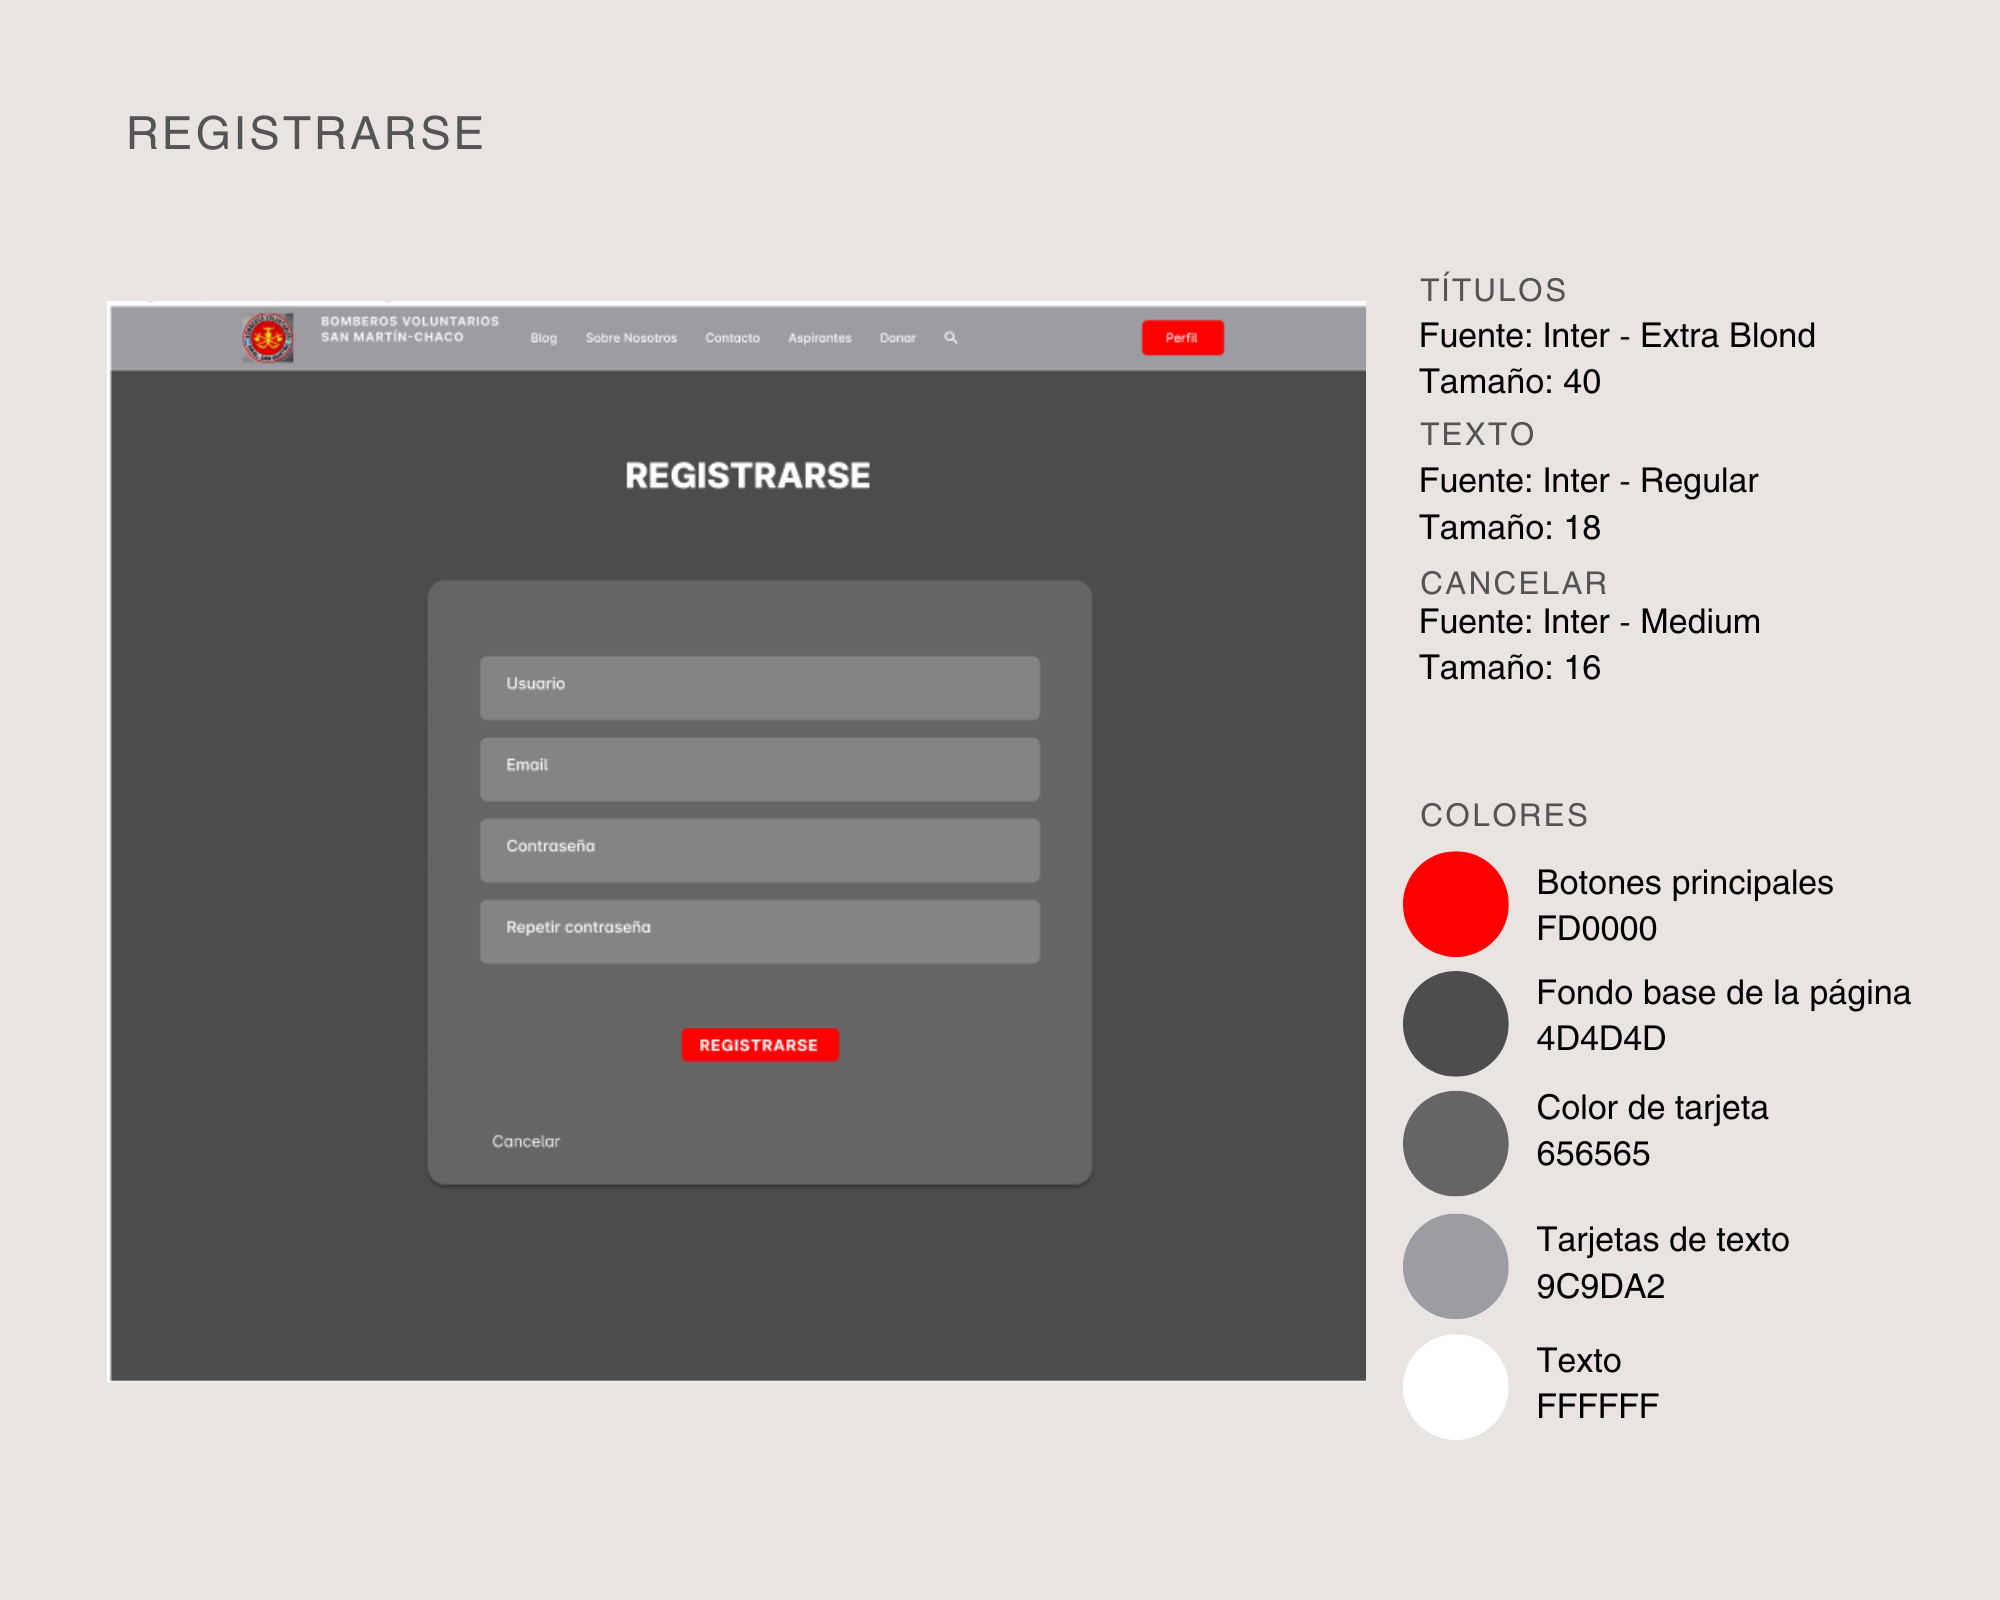 REGISTRARSE
BOMBEROS VOLUNTARIOS
SAN MARTÍN-CHACO
Blog
Sobre Nosotros
Contacto
Aspirantes
Donar
Perfil
REGISTRARSE
Usuario
Email
Contraseña
Repetir contraseña
REGISTRARSE
Cancelar
TÍTULOS
Fuente: Inter - Extra Blond
Tamaño: 40
TEXTO
Fuente: Inter - Regular
Tamaño: 18
CANCELAR
Fuente: Inter - Medium
Tamaño: 16
COLORES
Botones principales
FD0000
Fondo base de la página
4D4D4D
Color de tarjeta
656565
Tarjetas de texto
9C9DA2
Texto
FFFFFF